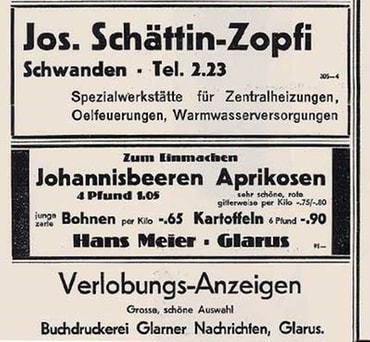 Jos. Schättin-Zopfi
Schwanden · Tel. 2.23
305—4
Spezialwerkstätte für Zentralheizungen,
Oelfeuerungen, Warmwasserversorgungen
Zum Einmachen
Johannisbeeren Aprikosen
4 Pfund 1.05 sehr schöne, rote
gitterweise per Kilo -.75/-.80
junge zarte Bohnen per Kilo -.65 Kartoffeln 6 Pfund -.90
Hans Meier · Glarus
Verlobungs-Anzeigen
Grosse, schöne Auswahl
Buchdruckerei Glarner Nachrichten, Glarus.